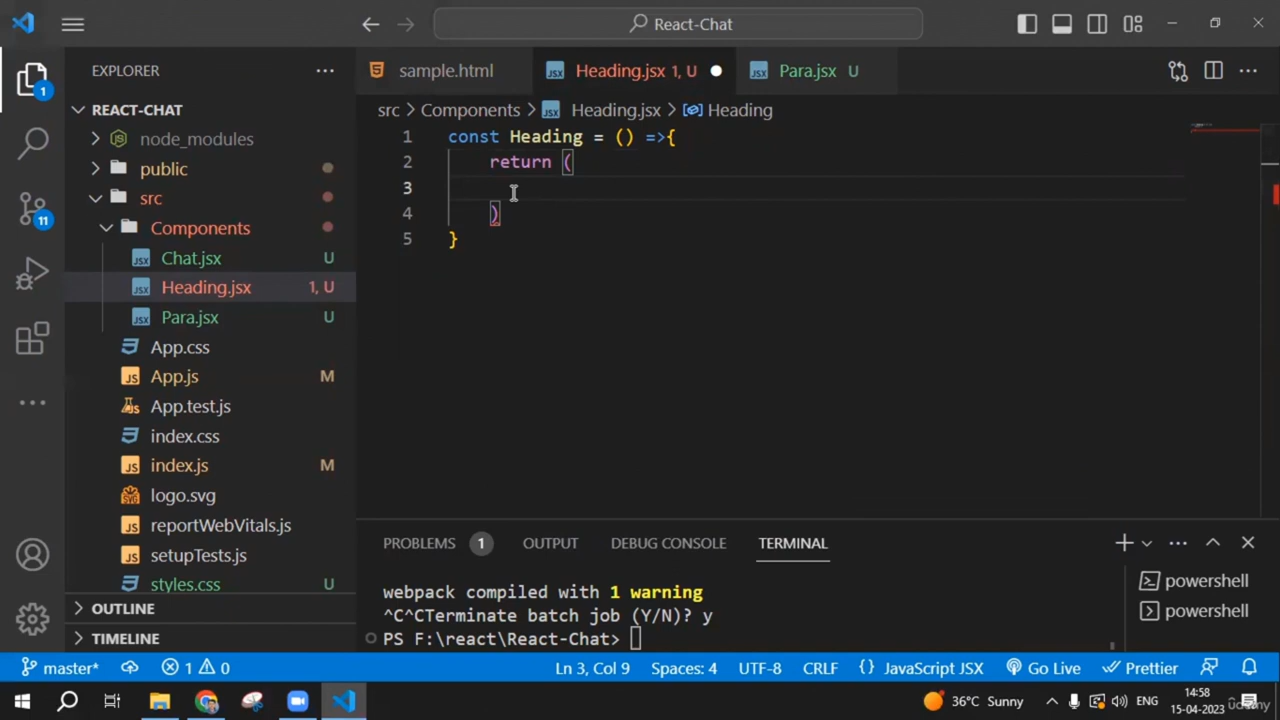 React-Chat
EXPLORER
sample.html
Heading.jsx 1, U
Para.jsx U
REACT-CHAT
src > Components > Heading.jsx > Heading
node_modules
public
src
Components
Chat.jsx U
Heading.jsx 1, U
Para.jsx U
App.css
App.js M
App.test.js
index.css
index.js M
logo.svg
reportWebVitals.js
setupTests.js
styles.css U
OUTLINE
TIMELINE
1
11
1 const Heading = () =>{
2 return (
3
4 )
5 }
PROBLEMS 1 OUTPUT DEBUG CONSOLE TERMINAL
webpack compiled with 1 warning
^C^CTerminate batch job (Y/N)? y
PS F:\react\React-Chat>
powershell
powershell
master* 1 0 Ln 3, Col 9 Spaces: 4 UTF-8 CRLF {} JavaScript JSX Go Live Prettier
36°C Sunny ENG 14:58
15-04-2023
udemy